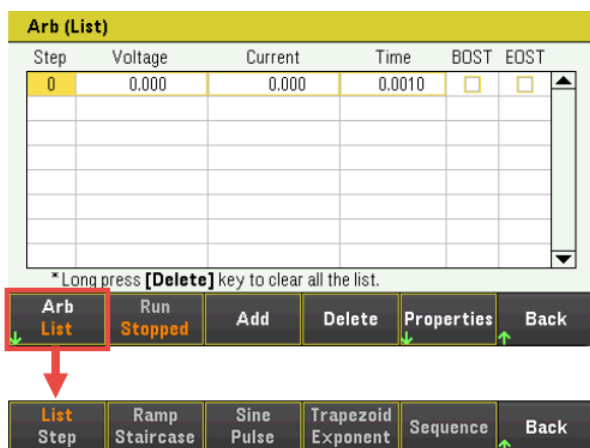 Arb (List)
Step Voltage Current Time BOST EOST
0 0.000 0.000 0.0010
*Long press [Delete] key to clear all the list.
Arb Run Add Delete Properties Back
List Stopped
List Ramp Sine Trapezoid Sequence Back
Step Staircase Pulse Exponent